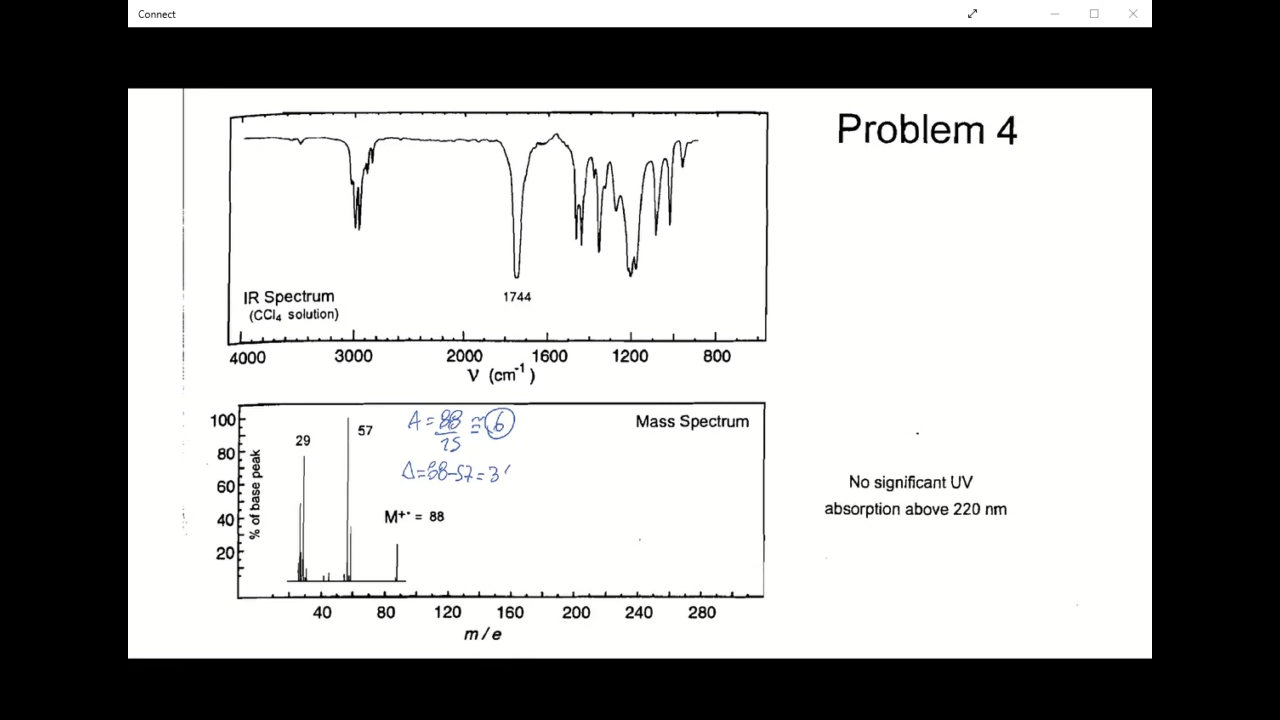 Connect
Problem 4
IR Spectrum
(CCl₄ solution)
1744
4000 3000 2000 1600 1200 800
ν (cm⁻¹)
100
80
60
40
20
% of base peak
29
57
A = 88/15 ≅ 6
Δ=88-57=3
M⁺· = 88
Mass Spectrum
40 80 120 160 200 240 280
m / e
No significant UV
absorption above 220 nm